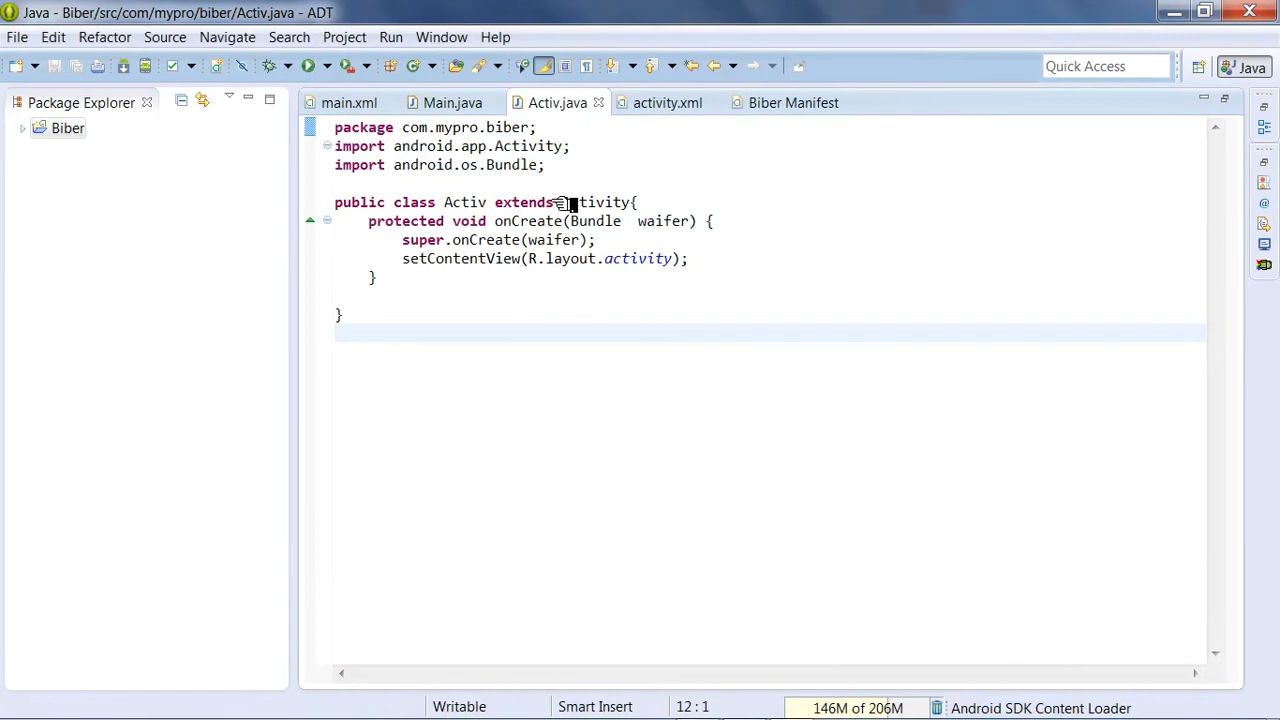 Java - Biber/src/com/mypro/biber/Activ.java - ADT
File Edit Refactor Source Navigate Search Project Run Window Help
Quick Access
Java
Package Explorer
main.xml
Main.java
Activ.java
activity.xml
Biber Manifest
Biber
package com.mypro.biber;
import android.app.Activity;
import android.os.Bundle;
public class Activ extends
protected void onCreate(Bundle  waifer) {
super.onCreate(waifer);
setContentView(R.layout.activity);
}
}
Writable
Smart Insert
12 : 1
146M of 206M
Android SDK Content Loader